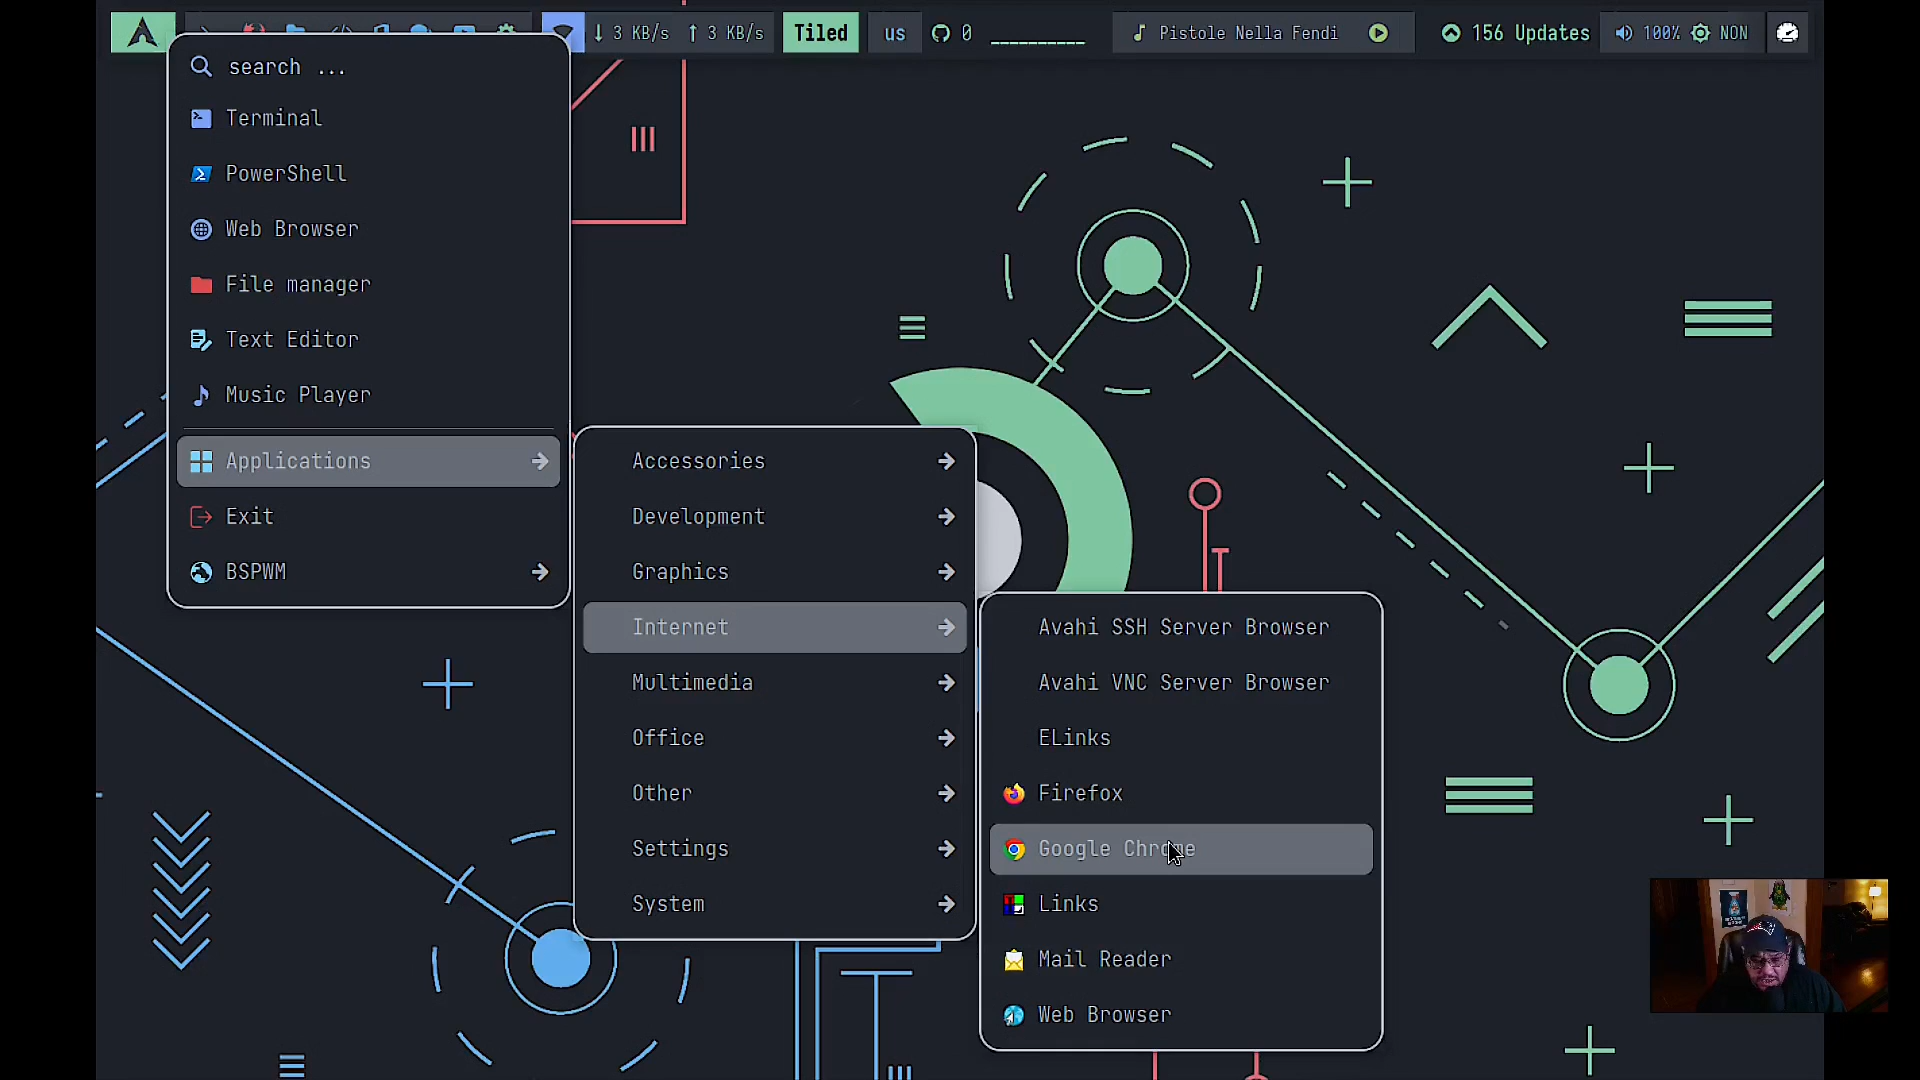 3 KB/s
3 KB/s
Tiled
us
0
Pistole Nella Fendi
156 Updates
100%
NON
search ...
Terminal
PowerShell
Web Browser
File manager
Text Editor
Music Player
Applications
Exit
BSPWM
Accessories
Development
Graphics
Internet
Multimedia
Office
Other
Settings
System
Avahi SSH Server Browser
Avahi VNC Server Browser
ELinks
Firefox
Google Chrome
Links
Mail Reader
Web Browser